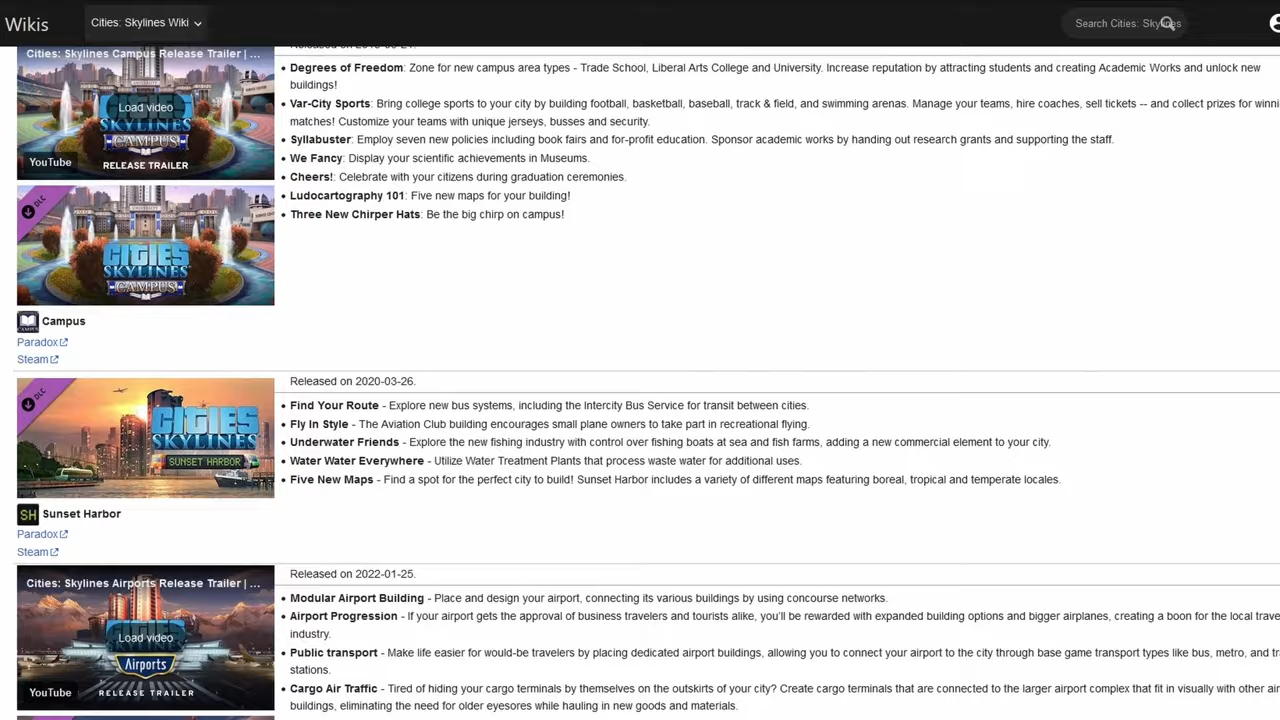 Wikis
Cities: Skylines Wiki
Search Cities: Skylines
Cities: Skylines Campus Release Trailer | ...
Load video
SKYLINES
CAMPUS
YouTube
RELEASE TRAILER
• Degrees of Freedom: Zone for new campus area types - Trade School, Liberal Arts College and University. Increase reputation by attracting students and creating Academic Works and unlock new
buildings!
• Var-City Sports: Bring college sports to your city by building football, basketball, baseball, track & field, and swimming arenas. Manage your teams, hire coaches, sell tickets -- and collect prizes for winni
matches! Customize your teams with unique jerseys, busses and security.
• Syllabuster: Employ seven new policies including book fairs and for-profit education. Sponsor academic works by handing out research grants and supporting the staff.
• We Fancy: Display your scientific achievements in Museums.
• Cheers!: Celebrate with your citizens during graduation ceremonies.
• Ludocartography 101: Five new maps for your building!
• Three New Chirper Hats: Be the big chirp on campus!
DLC
CITIES
SKYLINES
CAMPUS
Campus
Paradox
Steam
Released on 2020-03-26.
DLC
CITIES
SKYLINES
SUNSET HARBOR
• Find Your Route - Explore new bus systems, including the Intercity Bus Service for transit between cities.
• Fly In Style - The Aviation Club building encourages small plane owners to take part in recreational flying.
• Underwater Friends - Explore the new fishing industry with control over fishing boats at sea and fish farms, adding a new commercial element to your city.
• Water Water Everywhere - Utilize Water Treatment Plants that process waste water for additional uses.
• Five New Maps - Find a spot for the perfect city to build! Sunset Harbor includes a variety of different maps featuring boreal, tropical and temperate locales.
SH Sunset Harbor
Paradox
Steam
Released on 2022-01-25.
Cities: Skylines Airports Release Trailer | ...
Load video
Airports
YouTube
RELEASE TRAILER
• Modular Airport Building - Place and design your airport, connecting its various buildings by using concourse networks.
• Airport Progression - If your airport gets the approval of business travelers and tourists alike, you'll be rewarded with expanded building options and bigger airplanes, creating a boon for the local trave
industry.
• Public transport - Make life easier for would-be travelers by placing dedicated airport buildings, allowing you to connect your airport to the city through base game transport types like bus, metro, and tra
stations.
• Cargo Air Traffic - Tired of hiding your cargo terminals by themselves on the outskirts of your city? Create cargo terminals that are connected to the larger airport complex that fit in visually with other air
buildings, eliminating the need for older eyesores while hauling in new goods and materials.